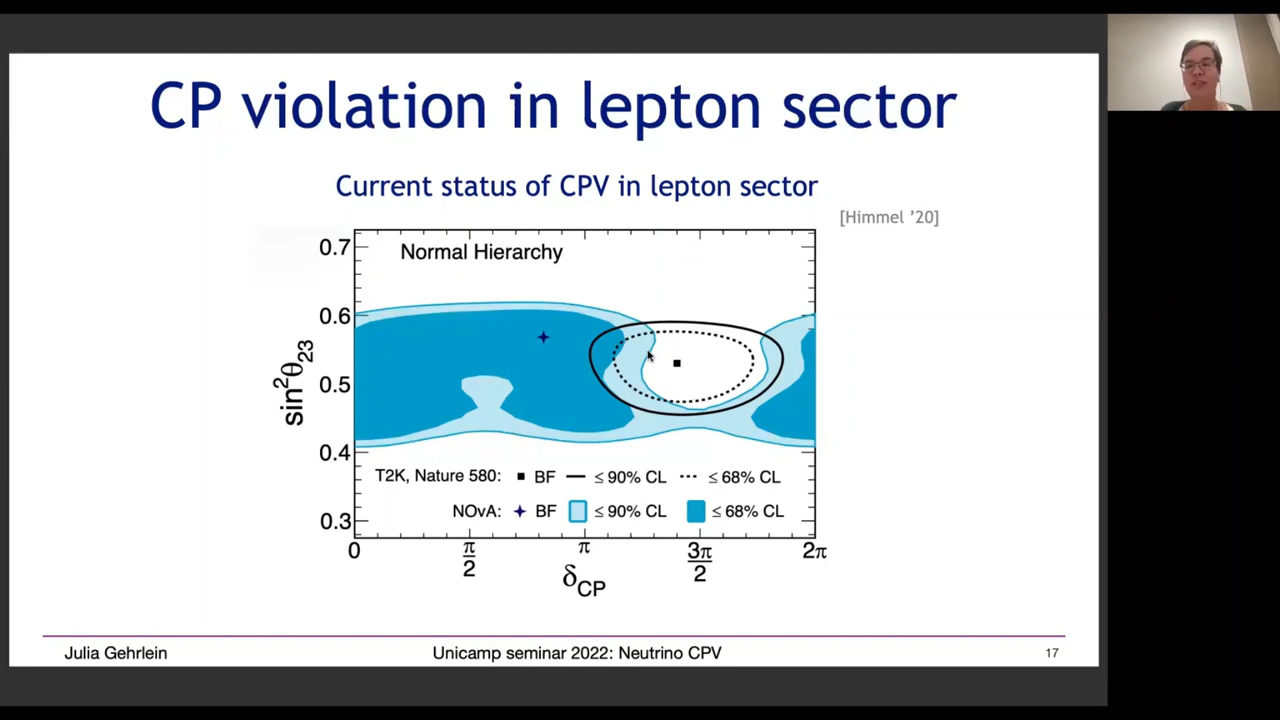 CP violation in lepton sector
Current status of CPV in lepton sector
[Himmel ’20]
Normal Hierarchy
0.7
0.6
0.5
0.4
0.3
sin²θ₂₃
T2K, Nature 580: BF ≤ 90% CL ≤ 68% CL
NOvA: BF ≤ 90% CL ≤ 68% CL
0 π/2 π 3π/2 2π
δCP
Julia Gehrlein Unicamp seminar 2022: Neutrino CPV 17